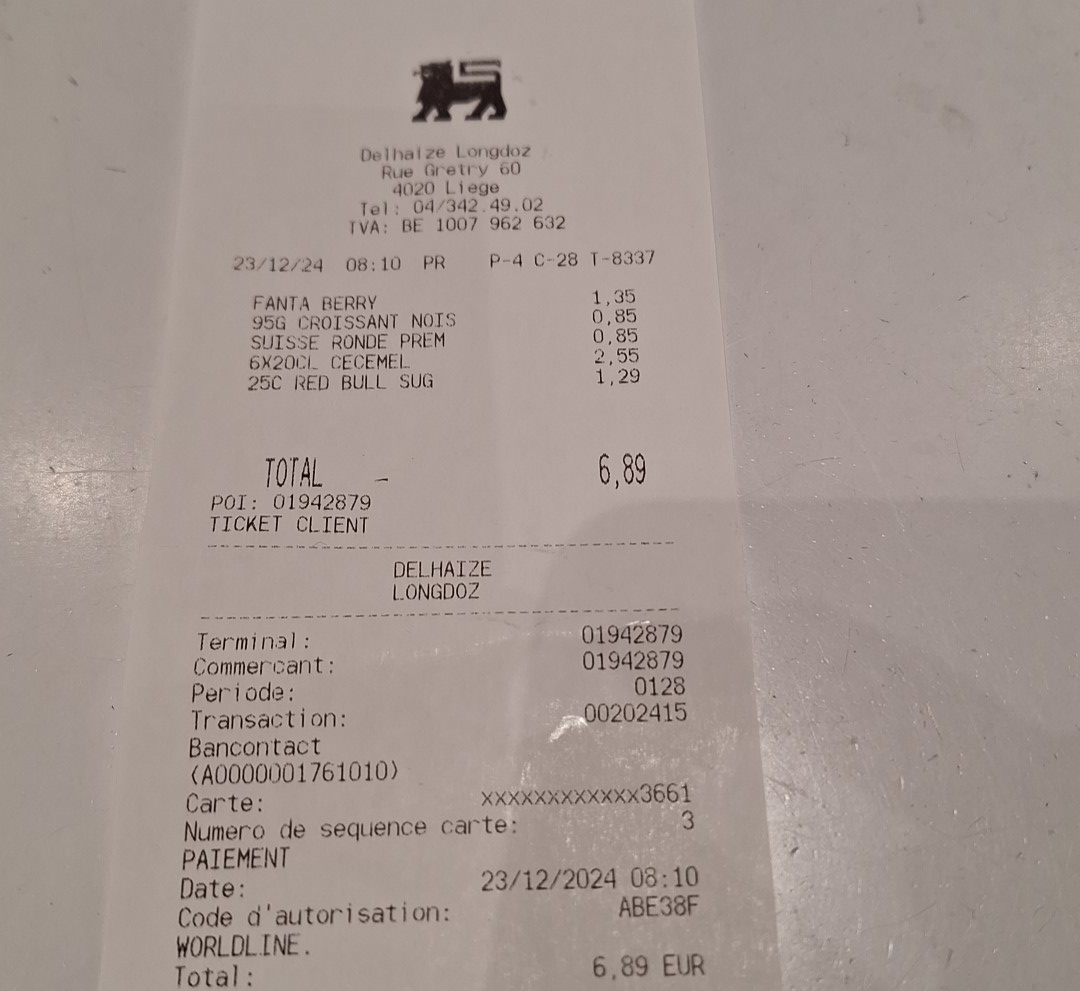 Delhaize Longdoz
Rue Gretry 60
4020 Liege
Tel: 04/342.49.02
TVA: BE 1007 962 632
23/12/24 08:10 PR P-4 C-28 T-8337
FANTA BERRY 1,35
95G CROISSANT NOIS 0,85
SUISSE RONDE PREM 0,85
6X20CL CECEMEL 2,55
25C RED BULL SUG 1,29
TOTAL 6,89
POI: 01942879
TICKET CLIENT
DELHAIZE
LONGDOZ
Terminal: 01942879
Commercant: 01942879
Periode: 0128
Transaction: 00202415
Bancontact
(A0000001761010)
Carte: xxxxxxxxxxxx3661
Numero de sequence carte: 3
PAIEMENT
Date: 23/12/2024 08:10
Code d'autorisation: ABE38F
WORLDLINE.
Total: 6,89 EUR